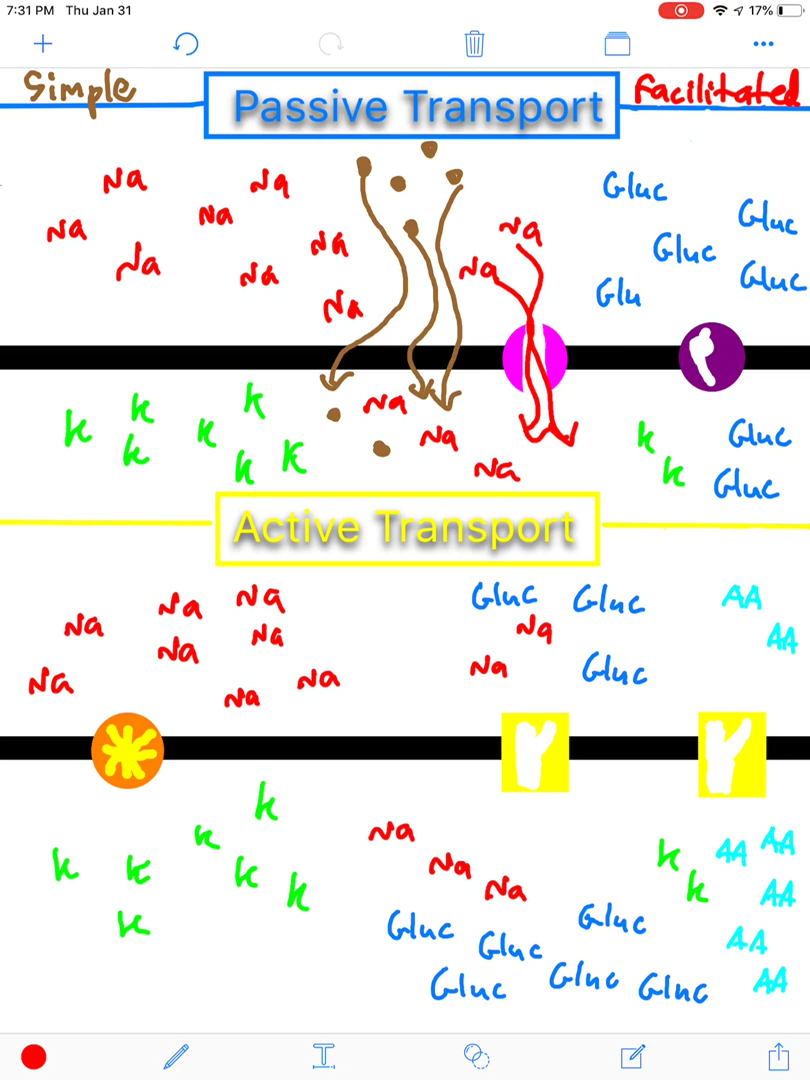 7:31 PM Thu Jan 31
17%
Simple
Passive Transport
Facilitated
Na Na Gluc
Na Na Na Gluc
Na Na Na Gluc
Na Na Glu Gluc
Na
K K K Na
K K K K Na K Gluc
Na K Gluc
Active Transport
Na Na Na Gluc Gluc AA
Na Na Na AA
Na Na Na Na Gluc
K
K Na
K K K K Na K AA AA
K Na K AA
Gluc Gluc Gluc AA
Gluc Gluc Gluc AA
T